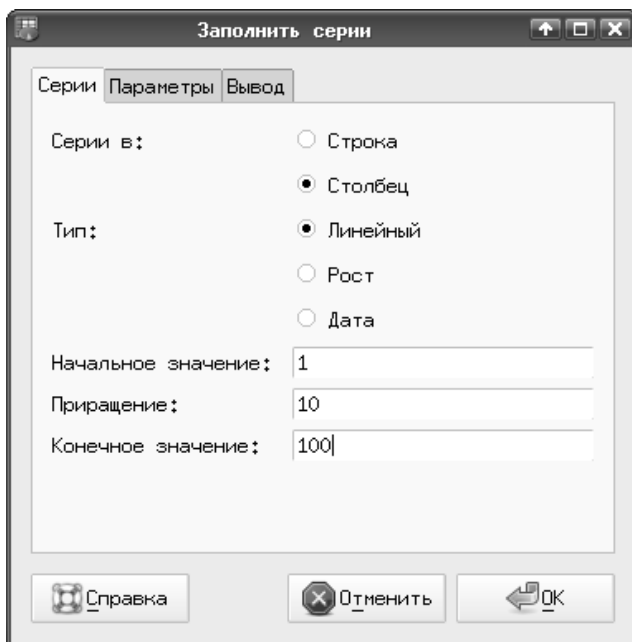 Заполнить серии
Серии Параметры Вывод
Серии в: Строка
Столбец
Тип: Линейный
Рост
Дата
Начальное значение: 1
Приращение: 10
Конечное значение: 100
Справка Отменить OK